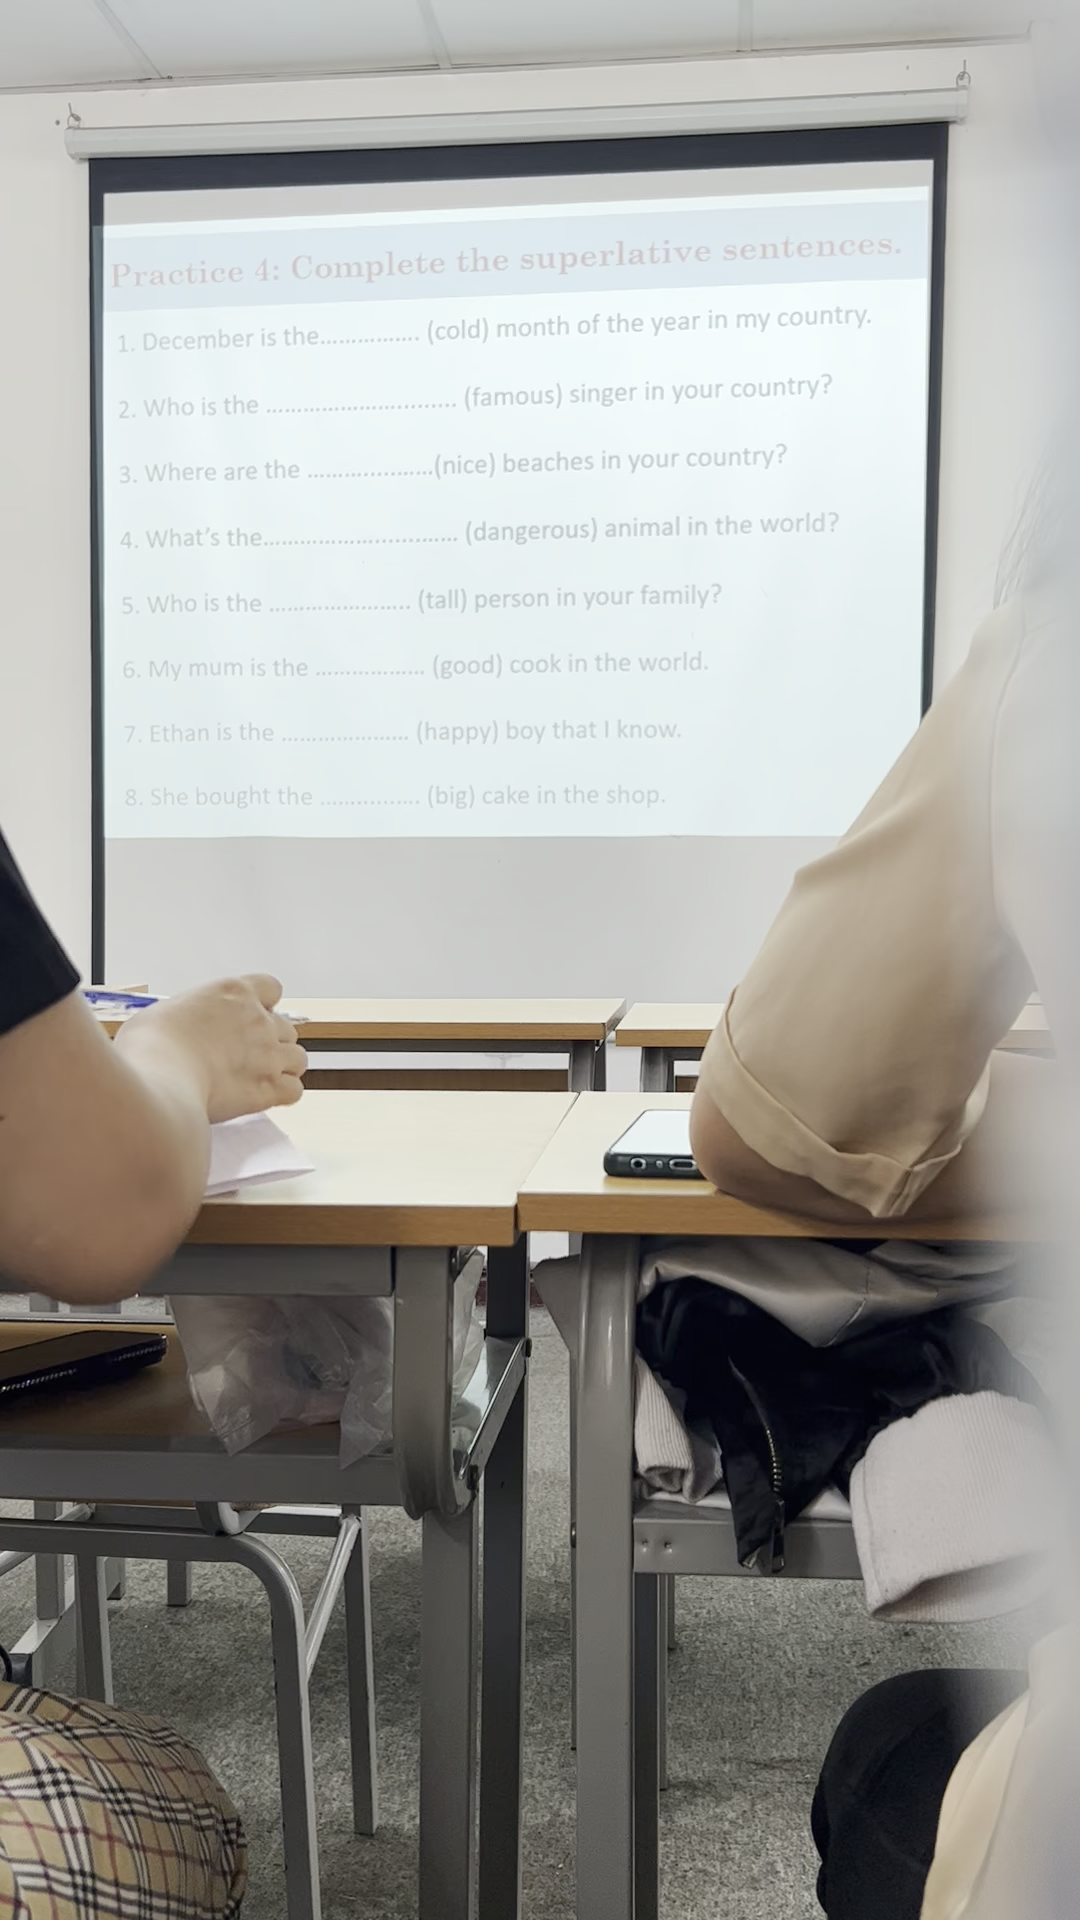 Practice 4: Complete the superlative sentences.
1. December is the............... (cold) month of the year in my country.
2. Who is the ............................. (famous) singer in your country?
3. Where are the ...................(nice) beaches in your country?
4. What's the.............................. (dangerous) animal in the world?
5. Who is the ...................... (tall) person in your family?
6. My mum is the ................. (good) cook in the world.
7. Ethan is the .................... (happy) boy that I know.
8. She bought the ................ (big) cake in the shop.